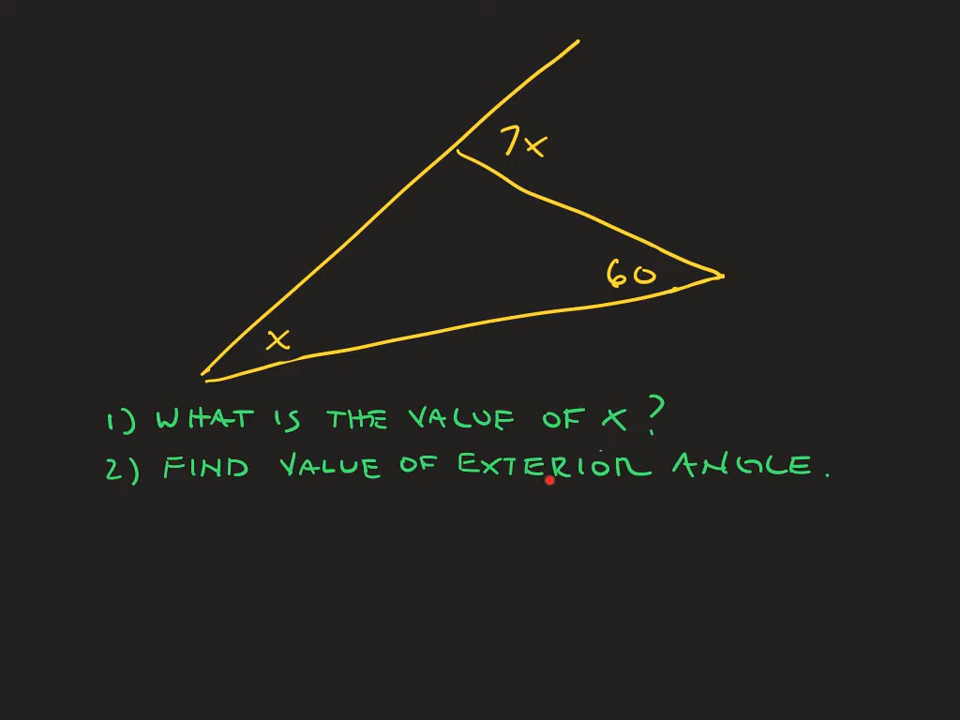 7x
60
x
1) WHAT IS THE VALUE OF X?
2) FIND VALUE OF EXTERIOR ANGLE.